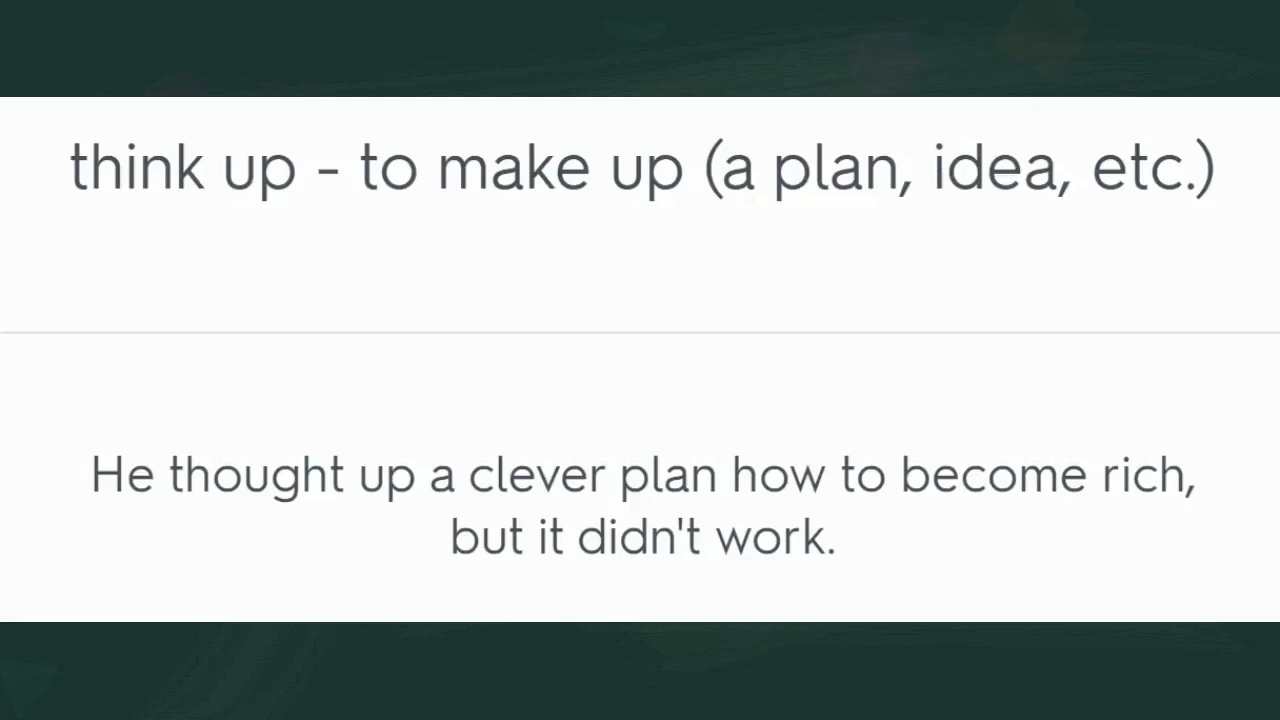 think up - to make up (a plan, idea, etc.)
He thought up a clever plan how to become rich,
but it didn't work.